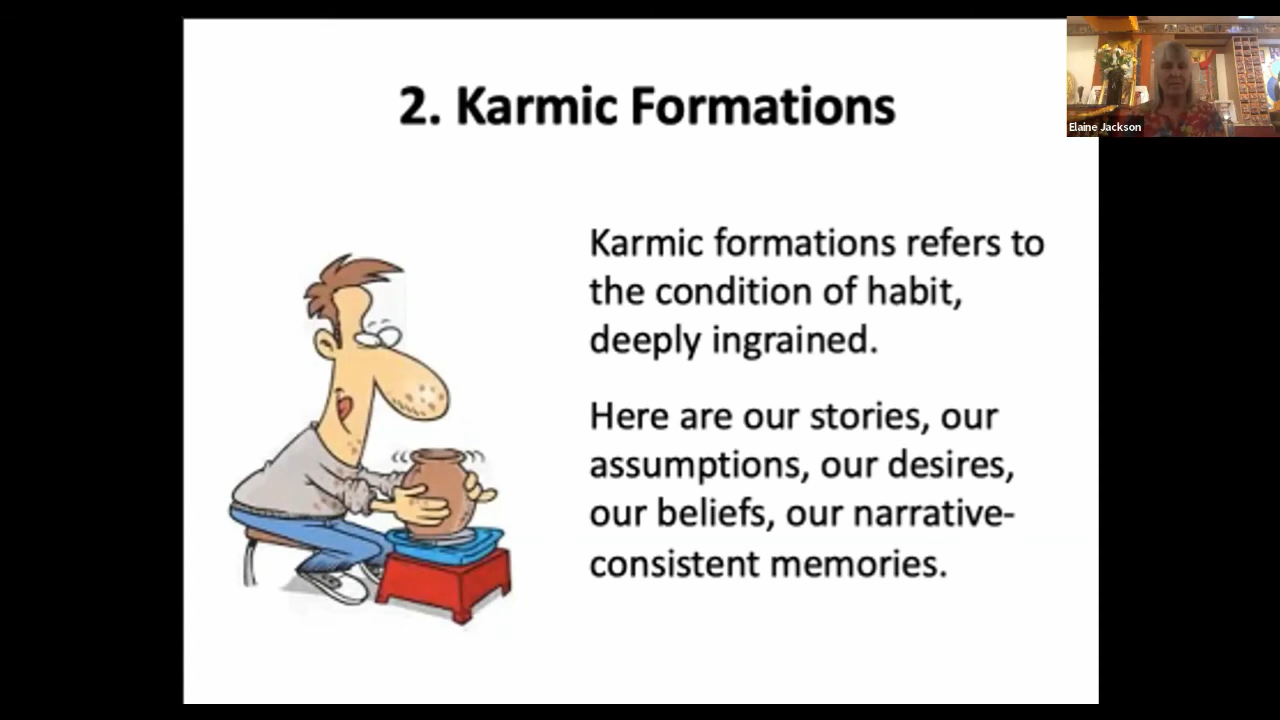 2. Karmic Formations
Elaine Jackson
Karmic formations refers to
the condition of habit,
deeply ingrained.
Here are our stories, our
assumptions, our desires,
our beliefs, our narrative-
consistent memories.